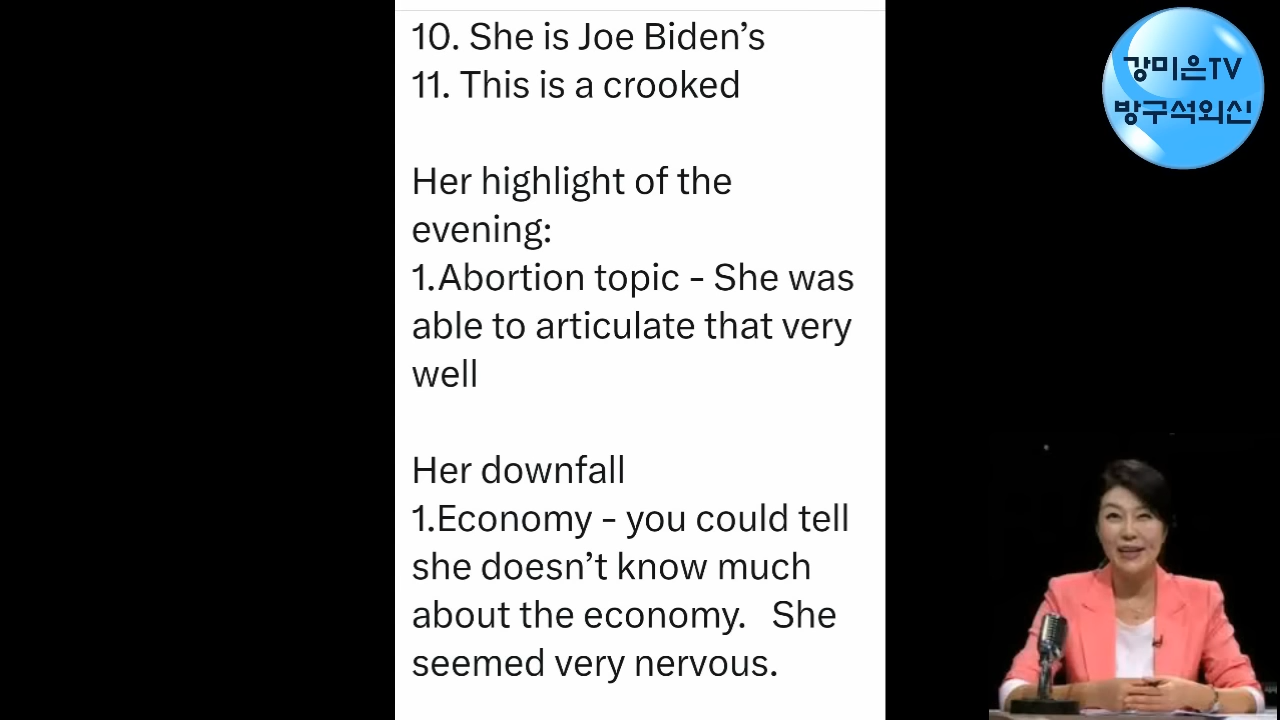 10. She is Joe Biden’s
11. This is a crooked
Her highlight of the
evening:
1.Abortion topic - She was
able to articulate that very
well
Her downfall
1.Economy - you could tell
she doesn’t know much
about the economy.   She
seemed very nervous.
강미은TV
방구석외신